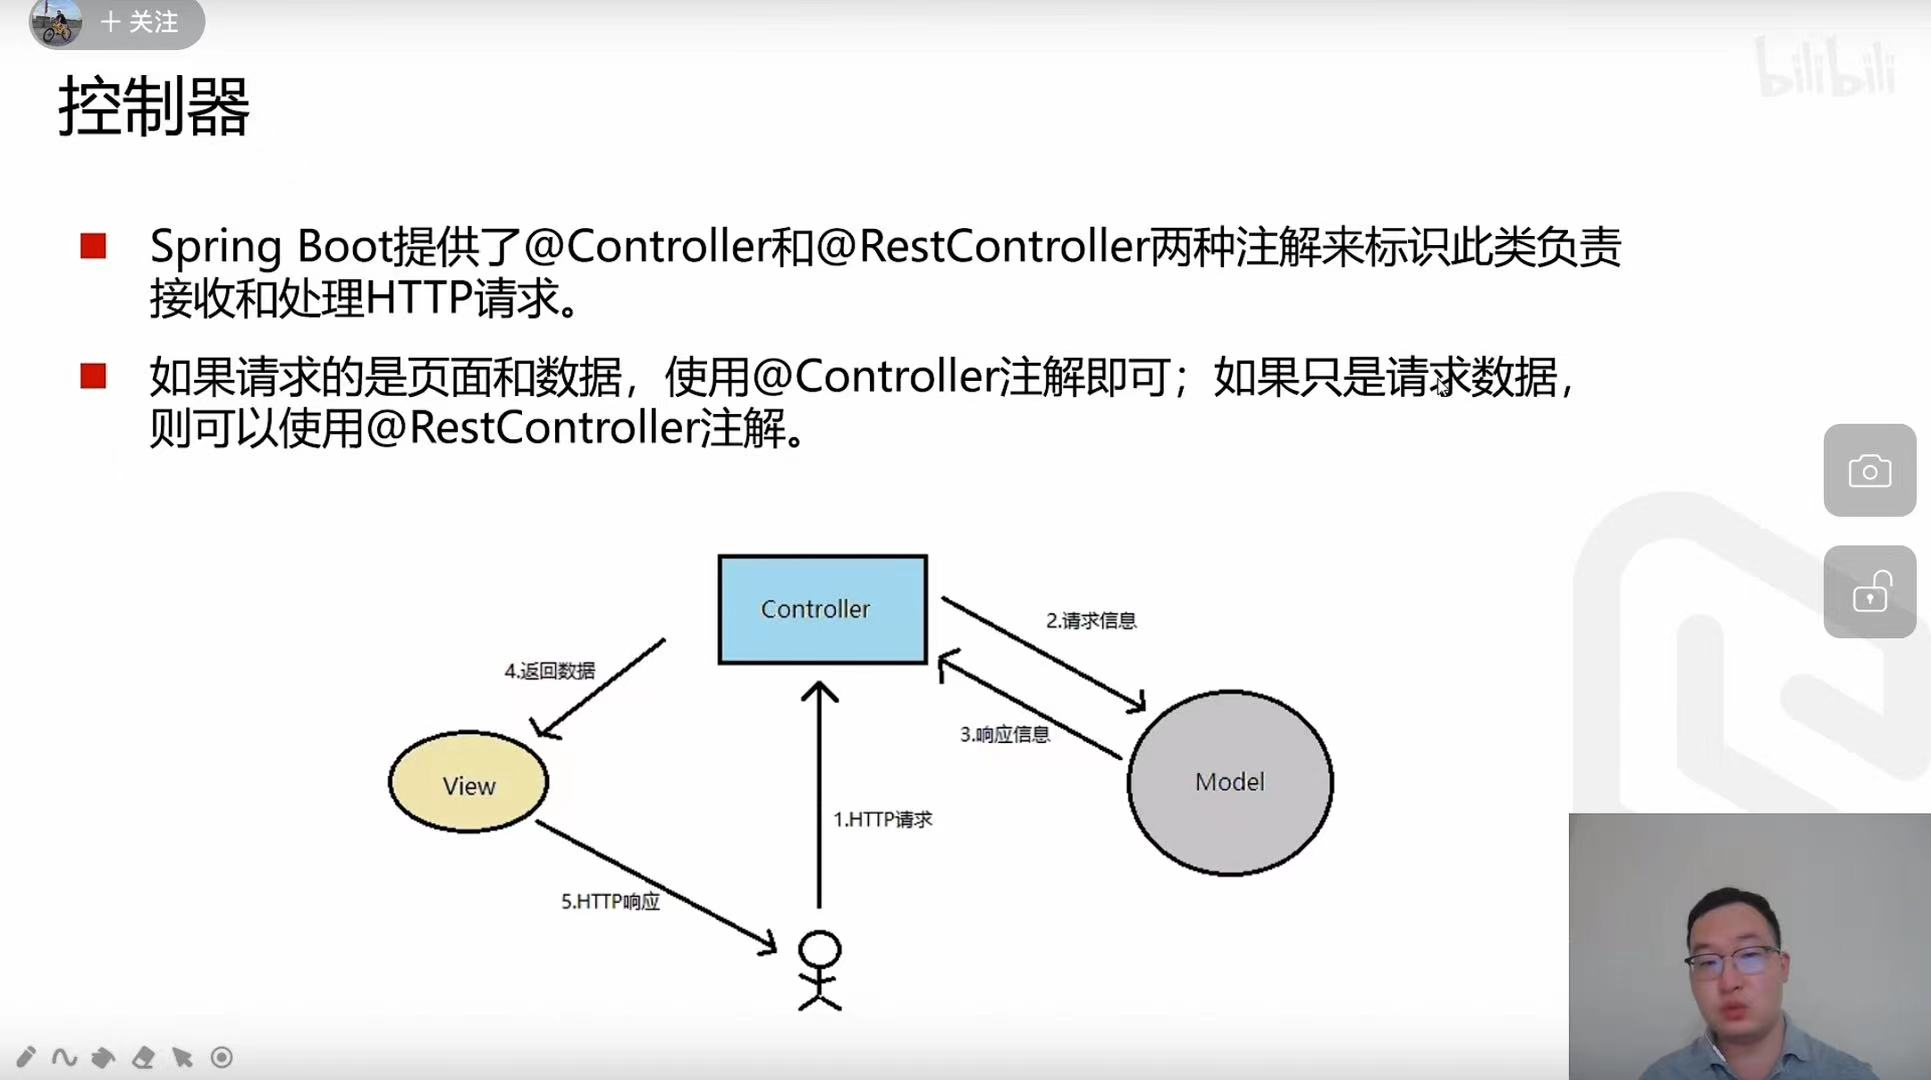 + 关注
bilibili
控制器
Spring Boot提供了@Controller和@RestController两种注解来标识此类负责
接收和处理HTTP请求。
如果请求的是页面和数据，使用@Controller注解即可；如果只是请求数据，
则可以使用@RestController注解。
Controller
2.请求信息
4.返回数据
3.响应信息
View
Model
1.HTTP请求
5.HTTP响应